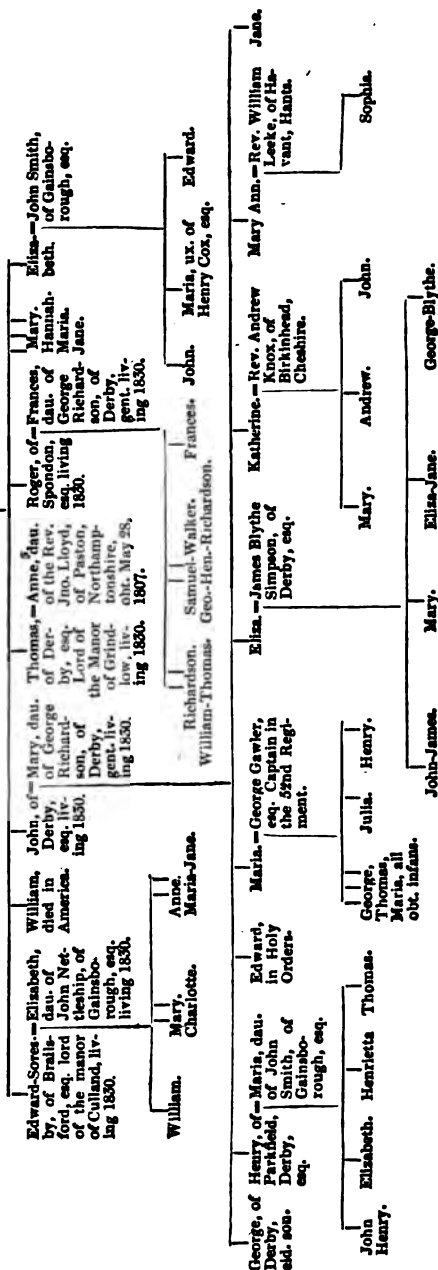 Edward-Sores-=Elizabeth,
by, of Brails- dau. of
ford, esq. lord John Net-
of the manor tleship, of
of Culland, liv- Gainsbo-
ing 1830. rough, esq.
living 1830.
William,
died in
America.
John, of=Mary, dau.
Derby, of George
esq. liv- Richard-
ing 1830. son, of
Derby,
gent. liv-
ing 1830.
Thomas,=Anne,⁵ dau.
of Der- of the Rev.
by, esq. Jno. Lloyd,
Lord of of Paston,
the Manor Northamp-
of Grind- tonshire,
low, liv- obt. May 28,
ing 1830. 1807.
Roger, of=Frances,
Spondon, dau. of
esq. living George
1830. Richard-
son, of
Derby,
gent. liv-
ing 1830.
Mary.
Hannah-
Maria.
Jane.
Eliza-=John Smith,
beth. of Gainsbo-
rough, esq.
William. Mary. Anne.
Charlotte. Maria-Jane.
Richardson. Samuel-Walker. Frances.
William-Thomas. Geo.-Hen.-Richardson.
John. Maria, ux. of Edward.
Henry Cox, esq.
George, of
Derby,
eld. son.
Henry, of=Maria, dau.
Parkfield, of John
Derby, Smith, of
esq. Gainsbo-
rough, esq.
Edward,
in Holy
Orders.
Maria.=George Gawler,
esq. Captain in
the 52nd Regi-
ment.
Eliza.=James Blythe
Simpson, of
Derby, esq.
Katherine.=Rev. Andrew
Knox, of
Birkinhead,
Cheshire.
Mary Ann.=Rev. William
Leeke, of Ha-
vant, Hants.
Jane.
John Elizabeth. Henrietta Thomas.
Henry.
George, Julia. Henry.
Thomas,
Maria, all
obt. infans.
Mary. Andrew. John.
Sophia.
John-James. Mary. Eliza-Jane. George-Blythe.